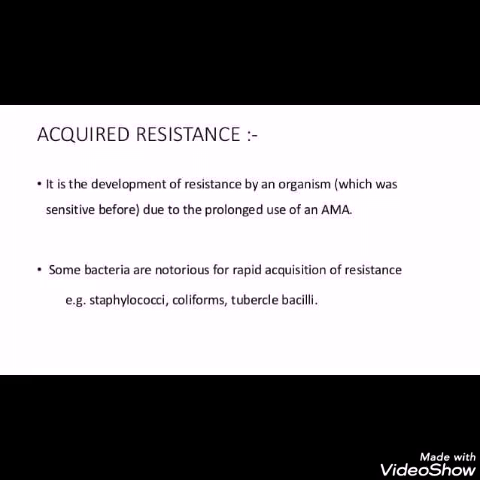 ACQUIRED RESISTANCE :-
• It is the development of resistance by an organism (which was
sensitive before) due to the prolonged use of an AMA.
• Some bacteria are notorious for rapid acquisition of resistance
e.g. staphylococci, coliforms, tubercle bacilli.
Made with
VideoShow